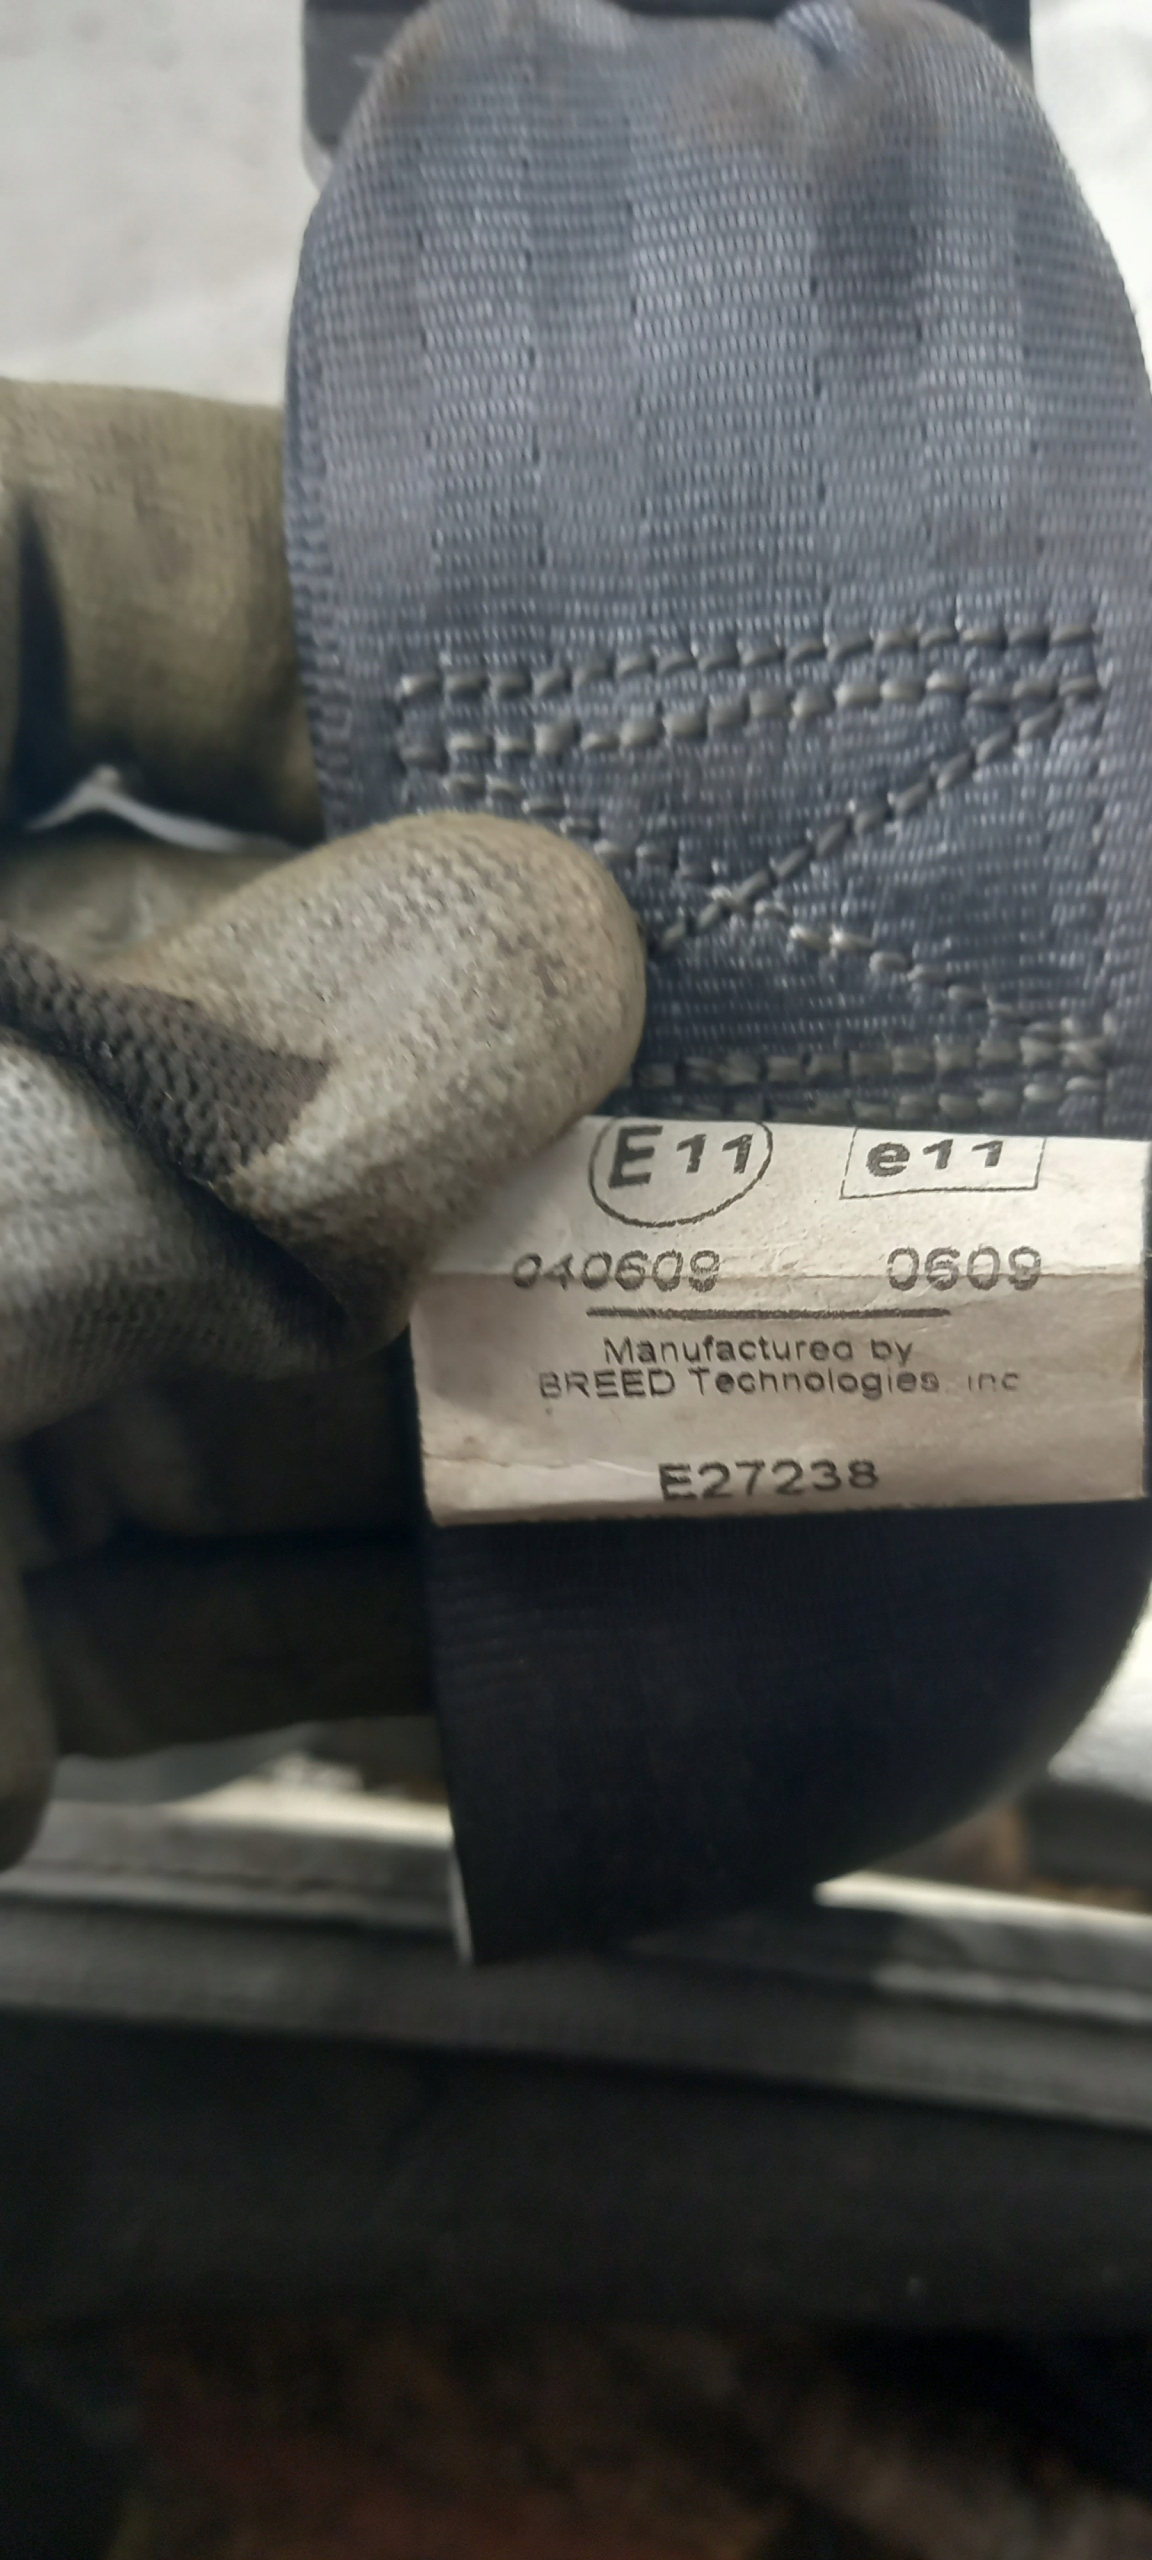 E11 e11
040609 0609
Manufactured by
BREED Technologies, inc
E27238